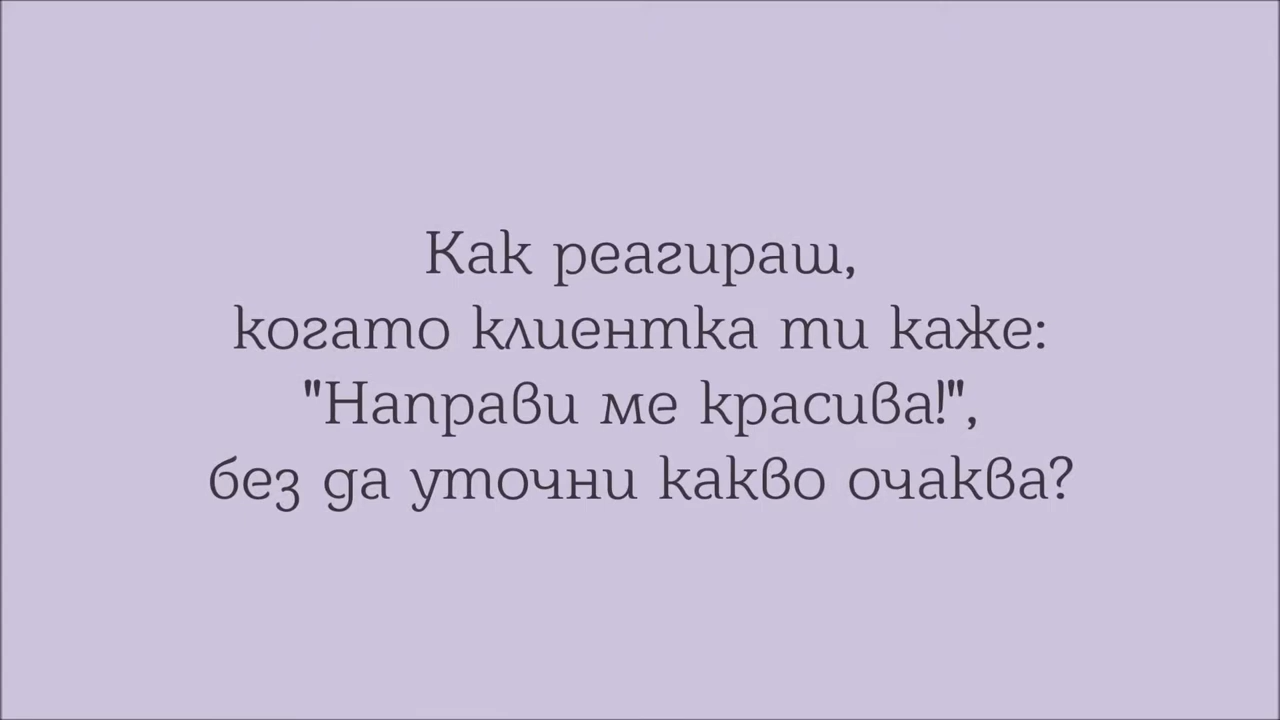 Как реагираш,
когато клиентка ти каже:
"Направи ме красива!",
без да уточни какво очаква?